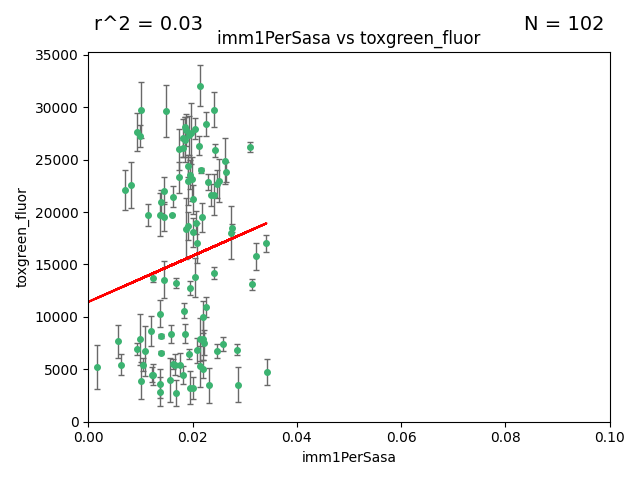 r^2 = 0.03
N = 102
imm1PerSasa vs toxgreen_fluor
35000
30000
25000
20000
15000
10000
5000
0
toxgreen_fluor
0.00
0.02
0.04
0.06
0.08
0.10
imm1PerSasa